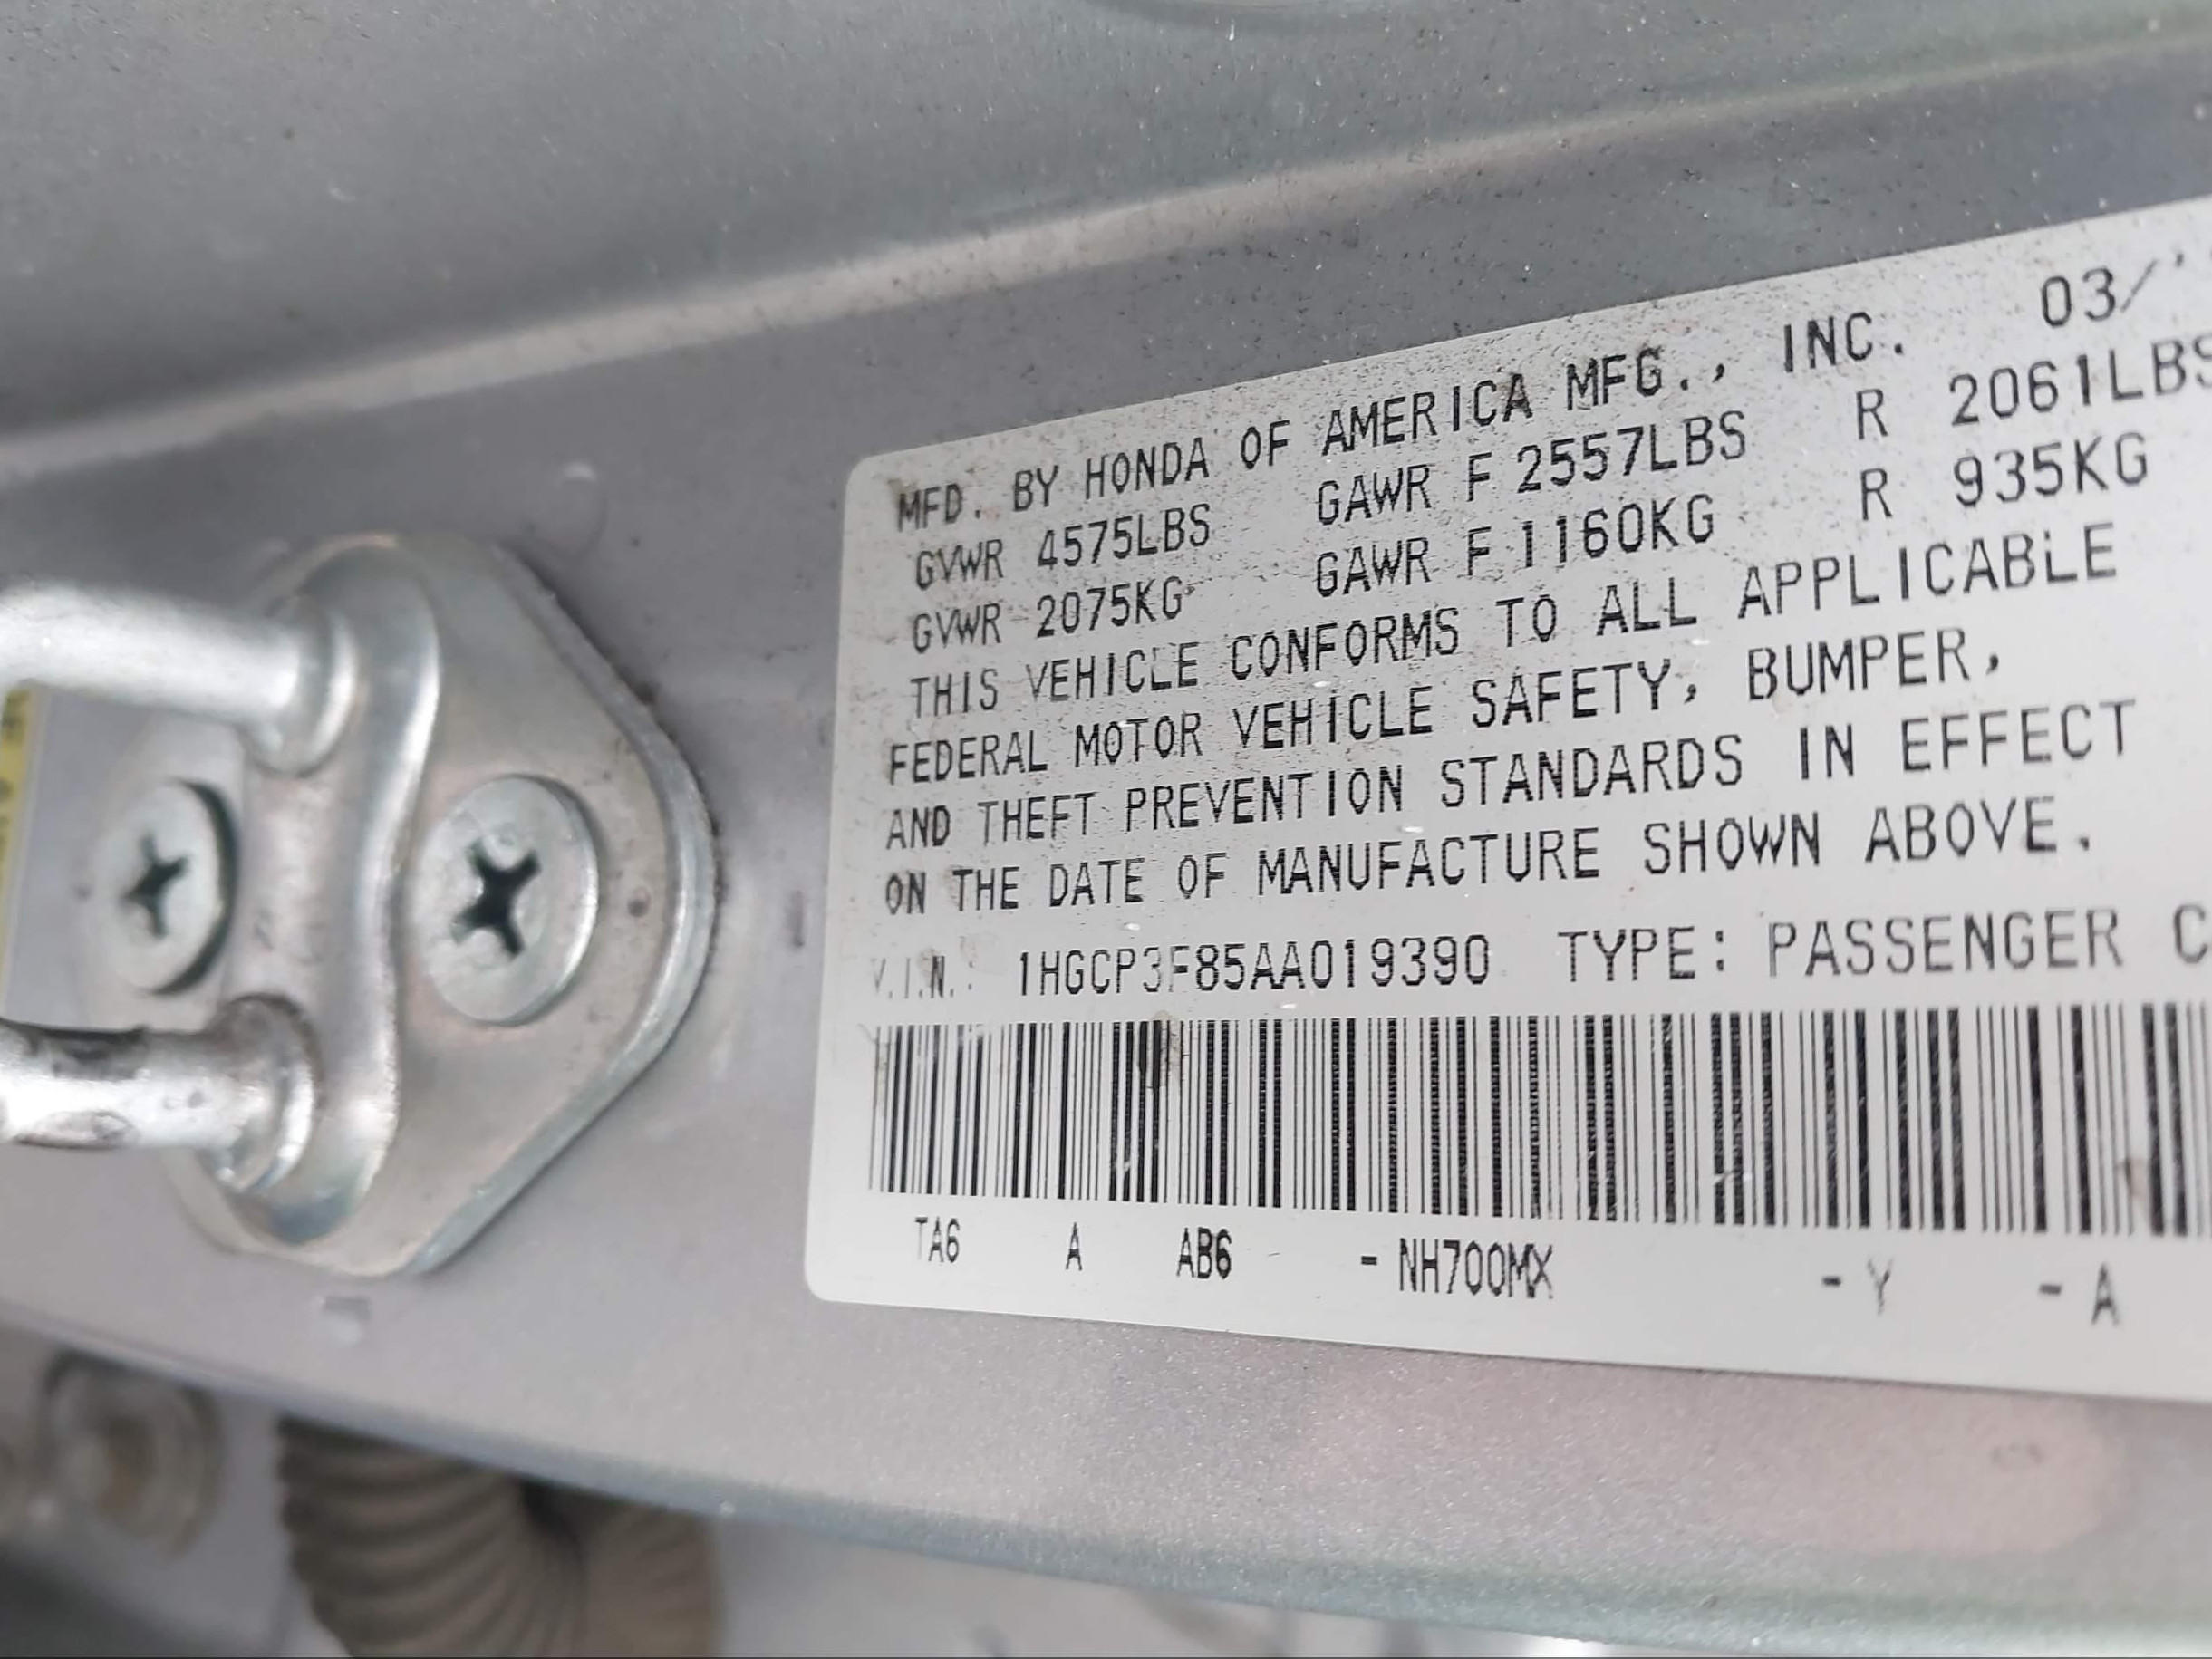 MFD. BY HONDA OF AMERICA MFG., INC. 03/'
GVWR 4575LBS GAWR F 2557LBS R 2061LBS
GVWR 2075KG GAWR F 1160KG R 935KG
THIS VEHICLE CONFORMS TO ALL APPLICABLE
FEDERAL MOTOR VEHICLE SAFETY, BUMPER,
AND THEFT PREVENTION STANDARDS IN EFFECT
ON THE DATE OF MANUFACTURE SHOWN ABOVE.
V.I.N.: 1HGCP3F85AA019390 TYPE: PASSENGER C
TA6 A AB6 - NH700MX - Y - A